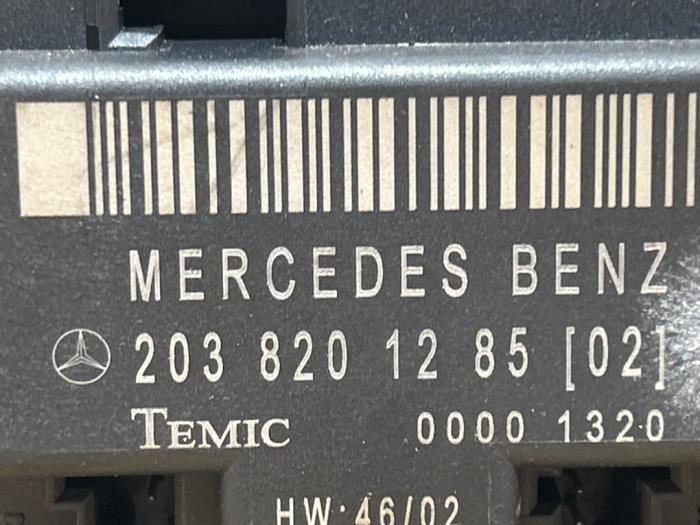 MERCEDES BENZ
203 820 12 85 [02]
TEMIC 0000 1320
HW·46/02